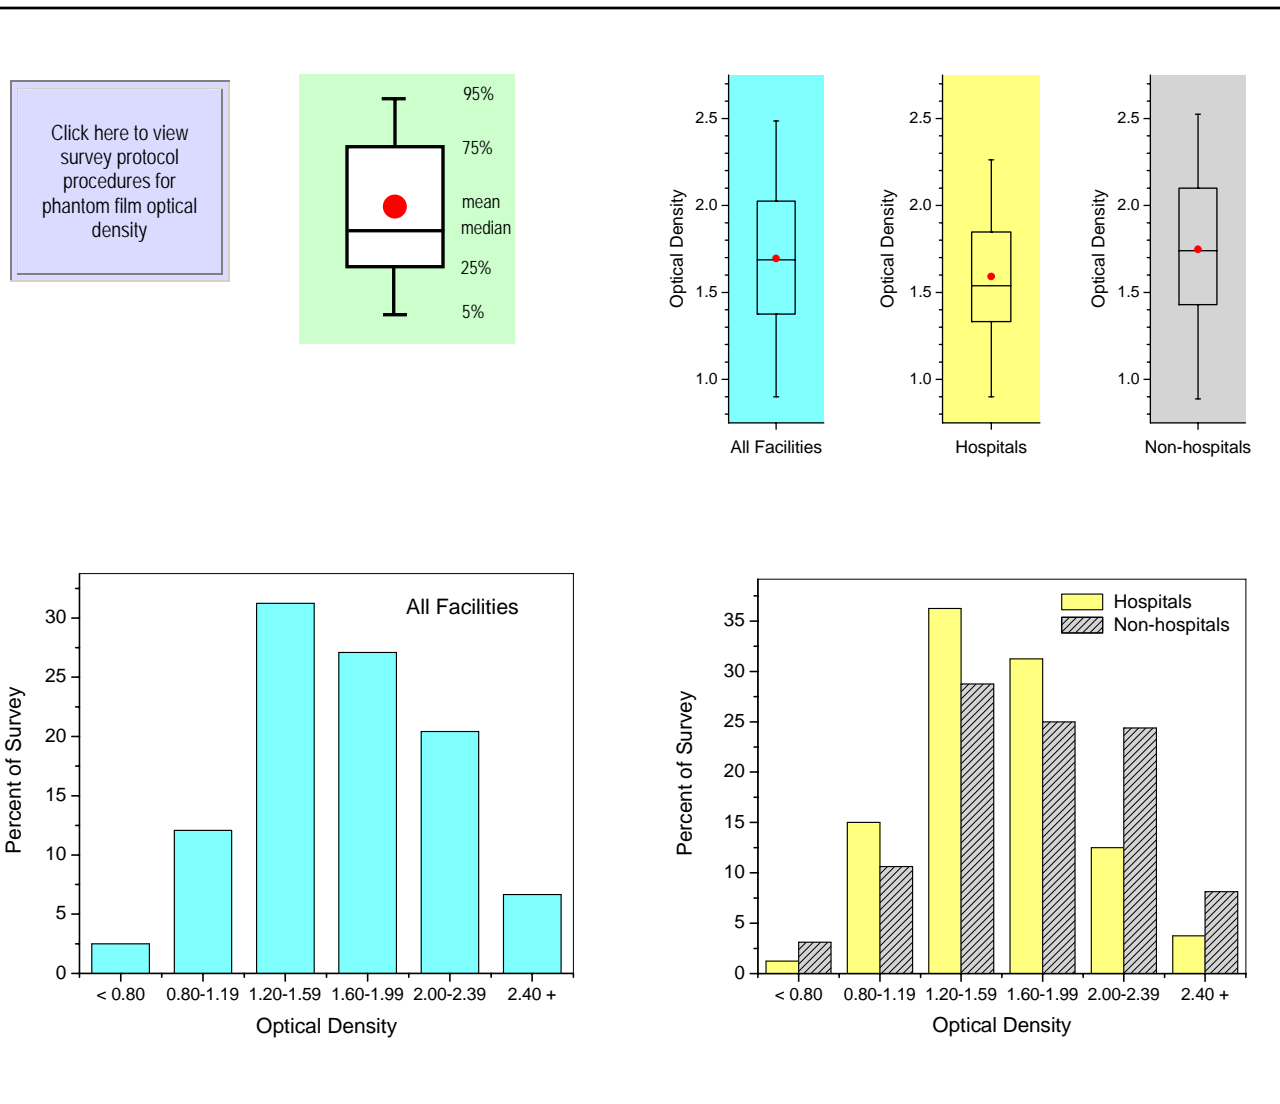 Click here to view
survey protocol
procedures for
phantom film optical
density
95%
75%
mean
median
25%
5%
Optical Density
2.5
2.0
1.5
1.0
All Facilities
Optical Density
2.5
2.0
1.5
1.0
Hospitals
Optical Density
2.5
2.0
1.5
1.0
Non-hospitals
Percent of Survey
All Facilities
30
25
20
15
10
5
0
< 0.80 0.80-1.19 1.20-1.59 1.60-1.99 2.00-2.39 2.40 +
Optical Density
Percent of Survey
Hospitals
Non-hospitals
35
30
25
20
15
10
5
0
< 0.80 0.80-1.19 1.20-1.59 1.60-1.99 2.00-2.39 2.40 +
Optical Density